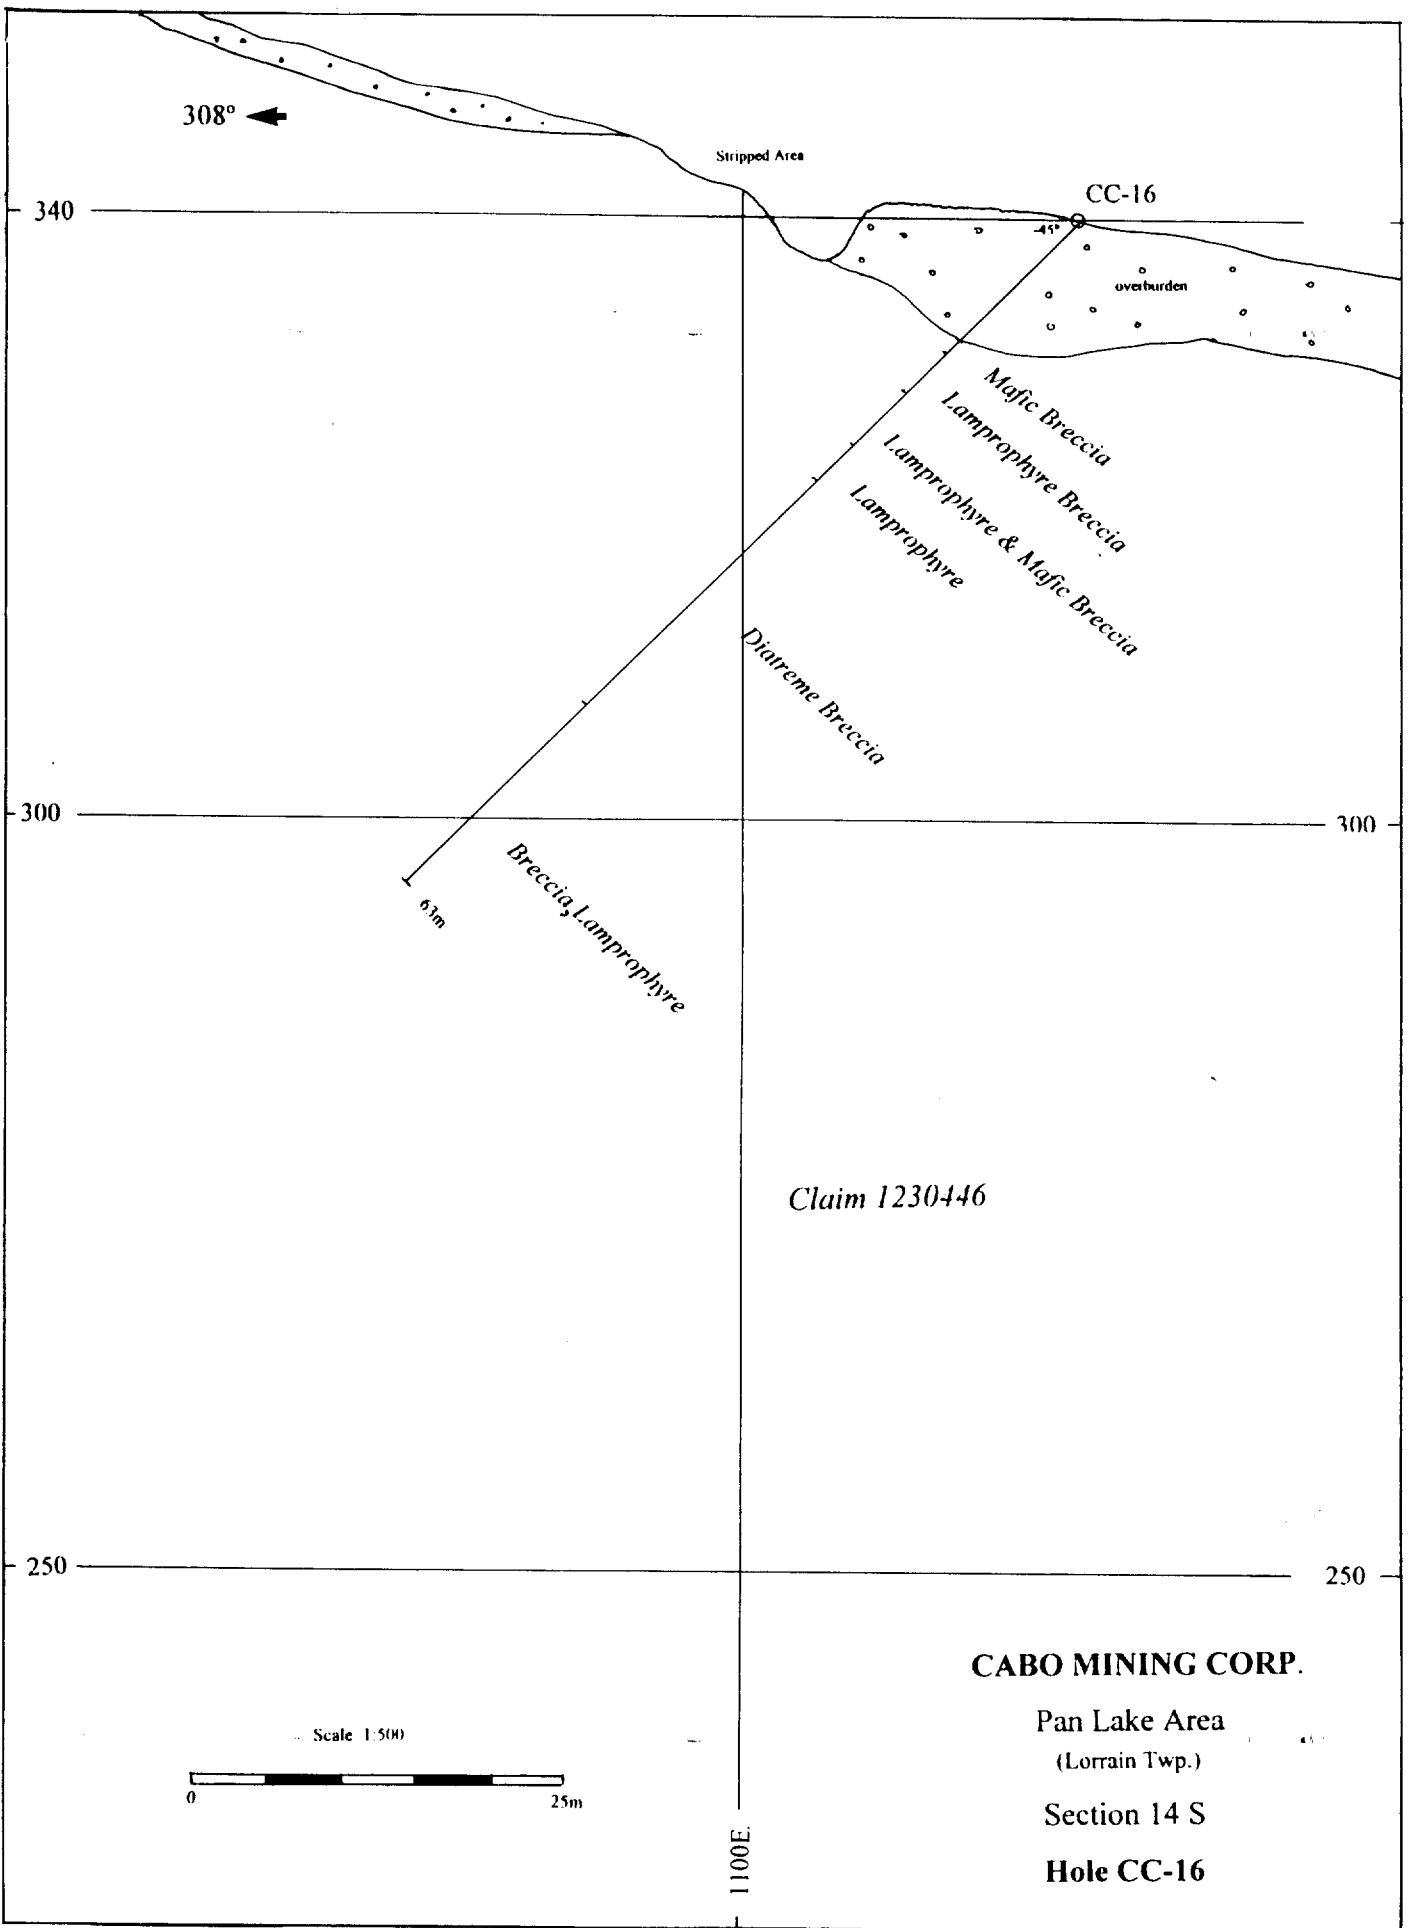 308°
Stripped Area
340
CC-16
-45°
overburden
Mafic Breccia
Lamprophyre Breccia
Lamprophyre & Mafic Breccia
Lamprophyre
Diatreme Breccia
300
300
Breccia, Lamprophyre
63m
Claim 1230446
250
250
CABO MINING CORP.
Pan Lake Area
(Lorrain Twp.)
Section 14 S
Hole CC-16
Scale 1:500
0
25m
1100E